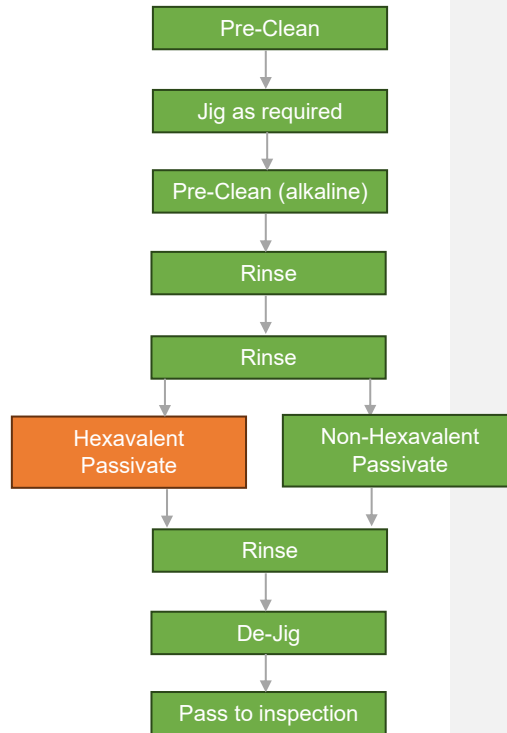 Pre-Clean
Jig as required
Pre-Clean (alkaline)
Rinse
Rinse
Hexavalent
Passivate
Non-Hexavalent
Passivate
Rinse
De-Jig
Pass to inspection